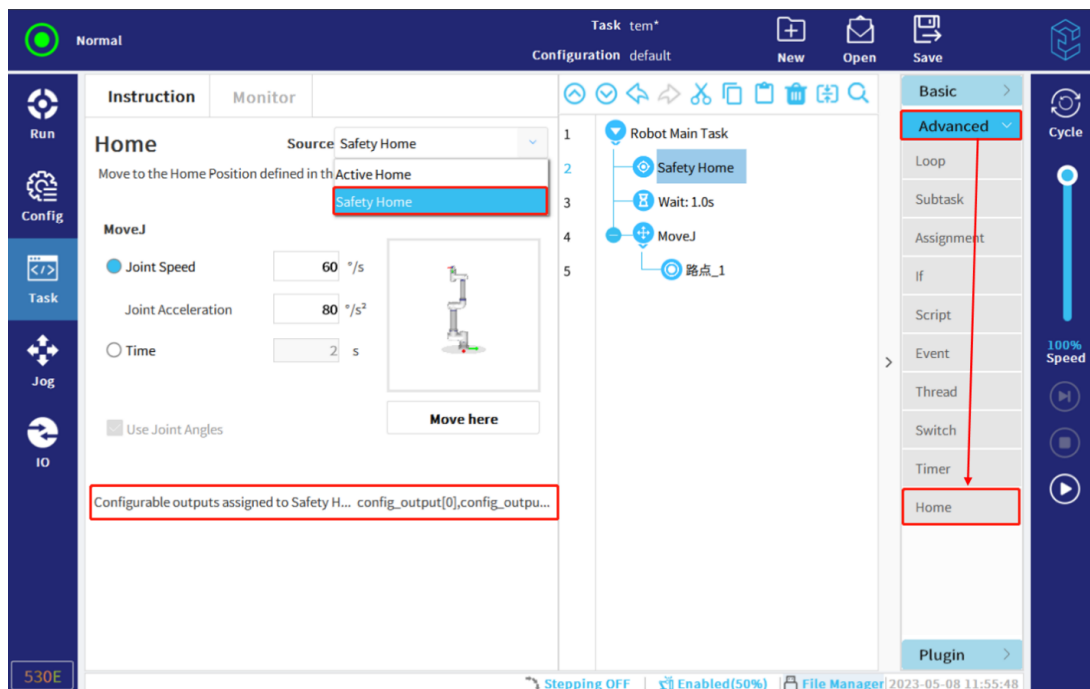 Normal
Task tem*
Configuration default
New
Open
Save
Run
Config
Task
Jog
IO
530E
Instruction
Monitor
Home
Source Safety Home
Move to the Home Position defined in th
Active Home
Safety Home
MoveJ
Joint Speed 60 °/s
Joint Acceleration 80 °/s²
Time 2 s
Use Joint Angles
Move here
Configurable outputs assigned to Safety H... config_output[0],config_outpu...
1 Robot Main Task
2 Safety Home
3 Wait: 1.0s
4 MoveJ
5 路点_1
Basic
Advanced
Loop
Subtask
Assignment
If
Script
Event
Thread
Switch
Timer
Home
Plugin
Cycle
100%
Speed
Stepping OFF
Enabled(50%)
File Manager
2023-05-08 11:55:48